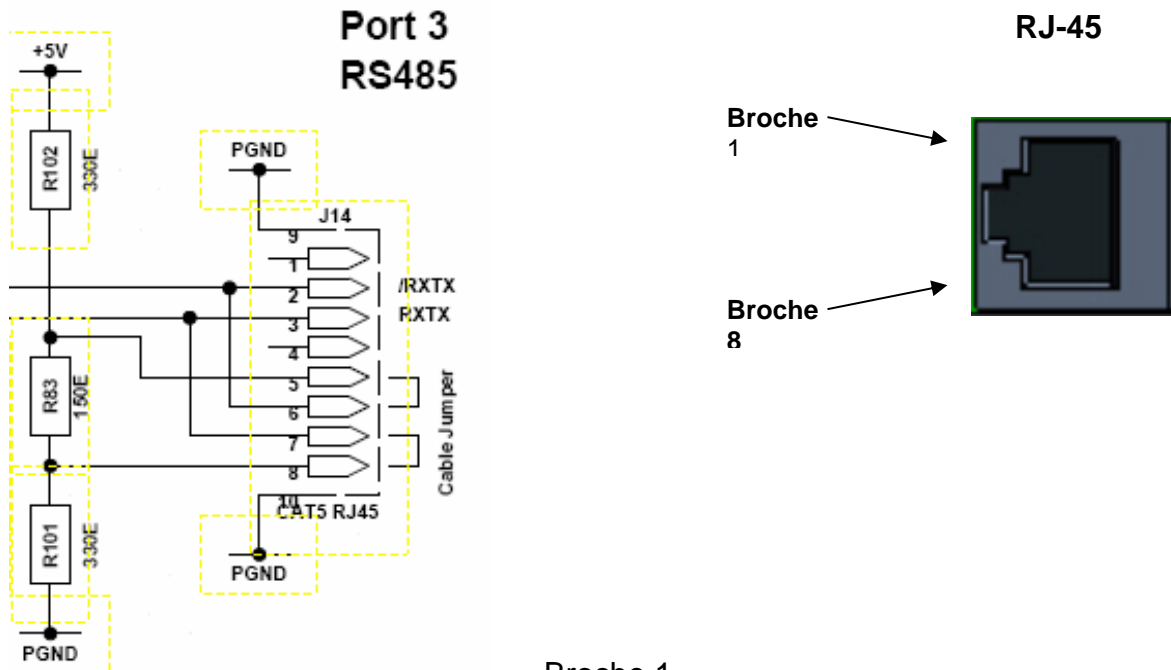 Port 3
RS485
RJ-45
+5V
R102
330E
PGND
J14
9
1
2
/RXTX
3
RXTX
4
5
6
7
8
10
CAT5 RJ45
PGND
Cable Jumper
R83
150E
R101
330E
PGND
Broche
1
Broche
8
Broche 1